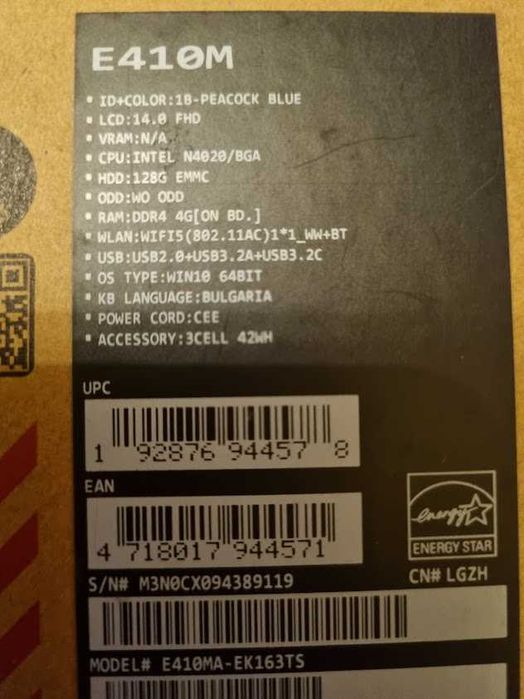 E410M
▪ ID+COLOR:1B-PEACOCK BLUE
▪ LCD:14.0 FHD
▪ VRAM:N/A
▪ CPU:INTEL N4020/BGA
▪ HDD:128G EMMC
▪ ODD:WO ODD
▪ RAM:DDR4 4G[ON BD.]
▪ WLAN:WIFI5(802.11AC)1*1_WW+BT
▪ USB:USB2.0+USB3.2A+USB3.2C
▪ OS TYPE:WIN10 64BIT
▪ KB LANGUAGE:BULGARIA
▪ POWER CORD:CEE
▪ ACCESSORY:3CELL 42WH
UPC
1 92876 94457 8
EAN
4 718017 944571
energy
ENERGY STAR
S/N# M3N0CX094389119
CN# LGZH
MODEL# E410MA-EK163TS